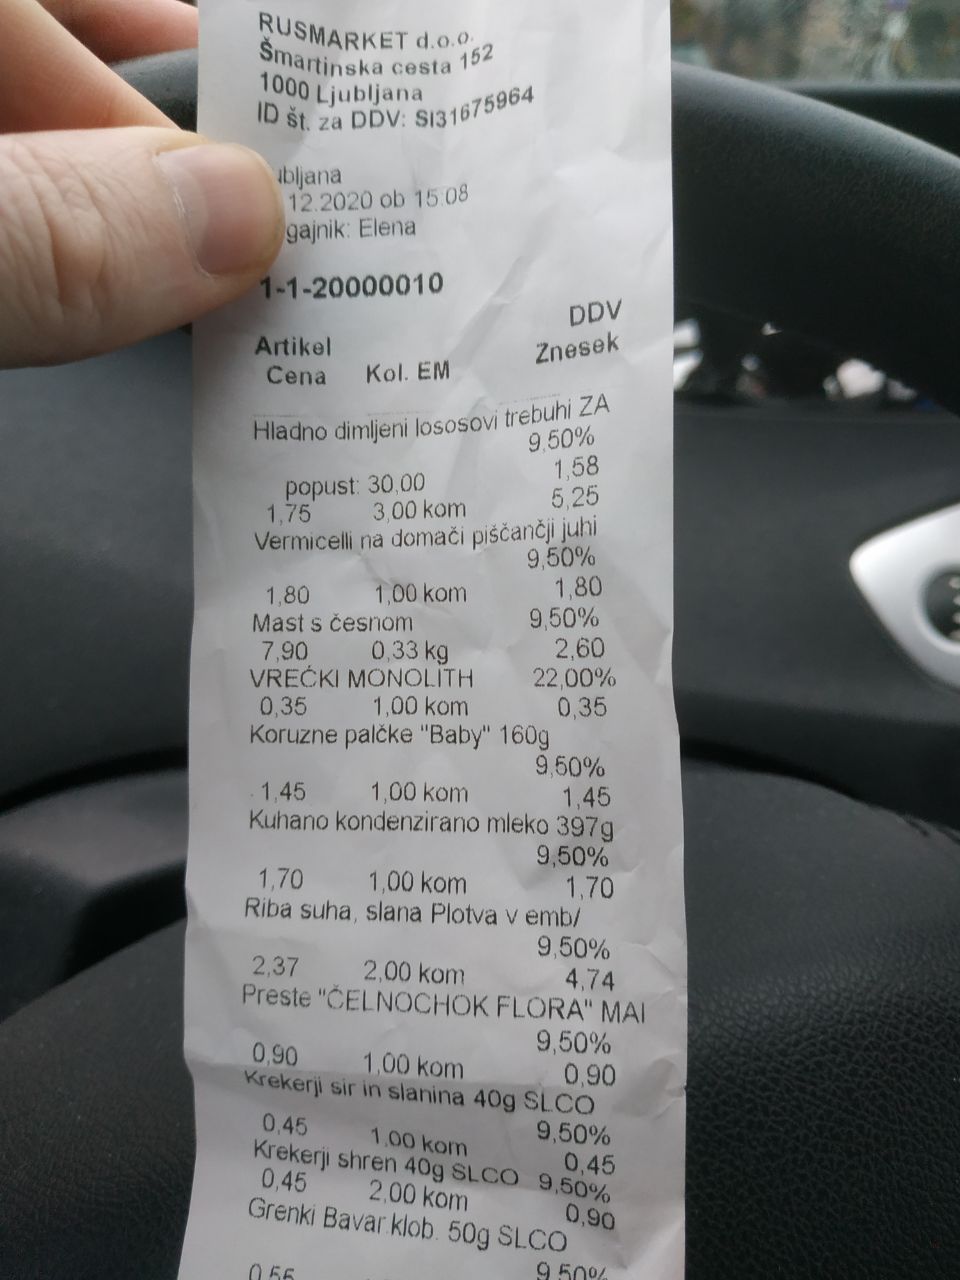 RUSMARKET d.o.o.
Šmartinska cesta 152
1000 Ljubljana
ID št. za DDV: SI31675964
ubljana
12.2020 ob 15:08
gajnik: Elena
1-1-20000010
DDV
Artikel Znesek
Cena Kol. EM
Hladno dimljeni lososovi trebuhi ZA
9,50%
popust: 30,00 1,58
1,75 3,00 kom 5,25
Vermicelli na domači piščančji juhi
9,50%
1,80 1,00 kom 1,80
Mast s česnom 9,50%
7,90 0,33 kg 2,60
VREČKI MONOLITH 22,00%
0,35 1,00 kom 0,35
Koruzne palčke "Baby" 160g
9,50%
1,45 1,00 kom 1,45
Kuhano kondenzirano mleko 397g
9,50%
1,70 1,00 kom 1,70
Riba suha, slana Plotva v emb/
9,50%
2,37 2,00 kom 4,74
Preste "ČELNOCHOK FLORA" MAI
9,50%
0,90 1,00 kom 0,90
Krekerji sir in slanina 40g SLCO
9,50%
0,45 1,00 kom 0,45
Krekerji shren 40g SLCO 9,50%
0,45 2,00 kom 0,90
Grenki Bavar.klob. 50g SLCO
9,50%